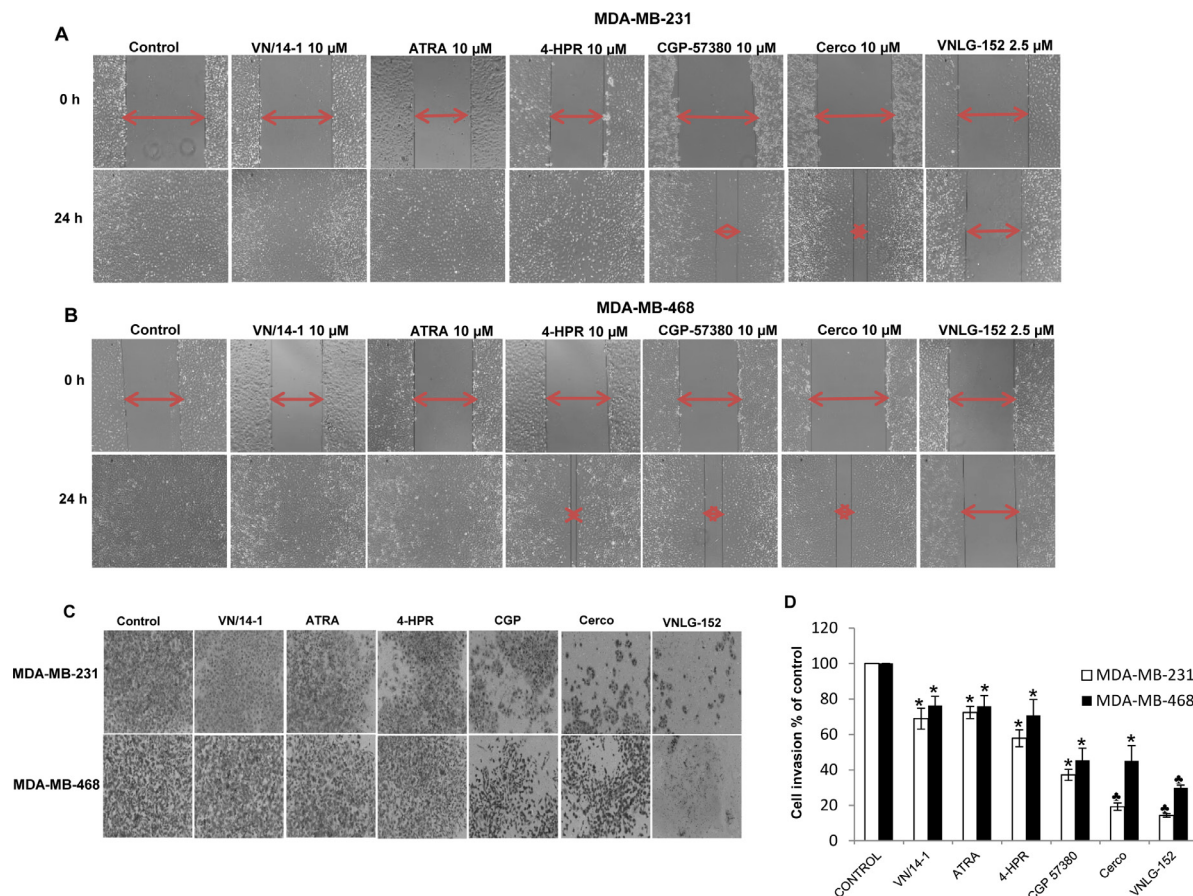 MDA-MB-231
A
Control VN/14-1 10 µM ATRA 10 µM 4-HPR 10 µM CGP-57380 10 µM Cerco 10 µM VNLG-152 2.5 µM
0 h
24 h
MDA-MB-468
B
Control VN/14-1 10 µM ATRA 10 µM 4-HPR 10 µM CGP-57380 10 µM Cerco 10 µM VNLG-152 2.5 µM
0 h
24 h
C
Control VN/14-1 ATRA 4-HPR CGP Cerco VNLG-152
MDA-MB-231
MDA-MB-468
D
Cell invasion % of control
120
100
80
60
40
20
0
MDA-MB-231
MDA-MB-468
* * * * * * * * * ♣ * ♣ ♣
CONTROL VN/14-1 ATRA 4-HPR CGP 57380 Cerco VNLG-152